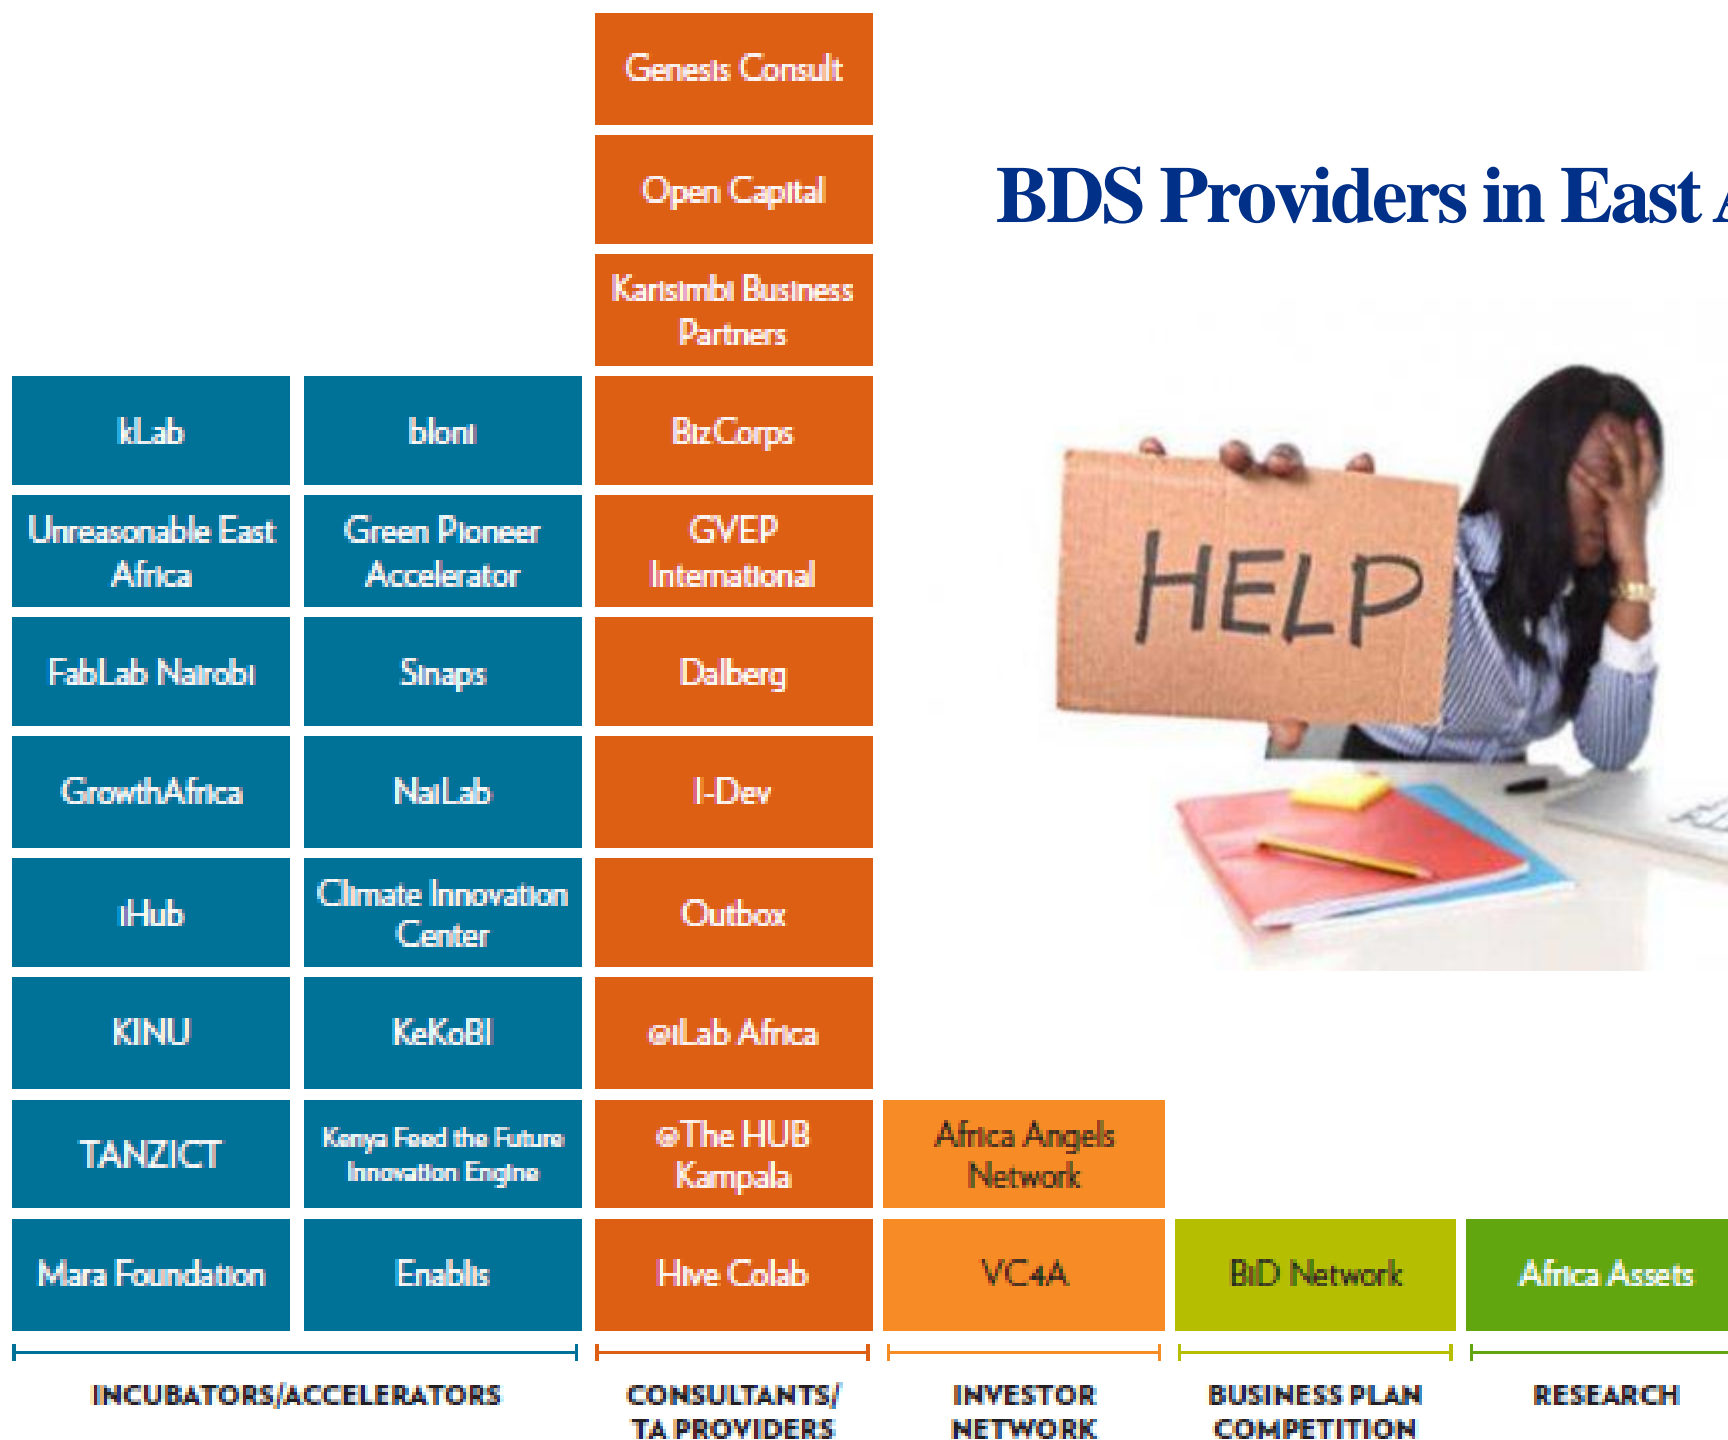 Genesis Consult
Open Capital
Karisimbi Business
Partners
BDS Providers in East A
HELP
kLab
bloni
BizCorps
Unreasonable East
Africa
Green Pioneer
Accelerator
GVEP
International
FabLab Nairobi
Sinaps
Dalberg
GrowthAfrica
NaiLab
I-Dev
iHub
Climate Innovation
Center
Outbox
KINU
KeKoBI
@iLab Africa
TANZICT
Kenya Feed the Future
Innovation Engine
@The HUB
Kampala
Africa Angels
Network
Mara Foundation
Enablis
Hive Colab
VC4A
BiD Network
Africa Assets
INCUBATORS/ACCELERATORS
CONSULTANTS/
TA PROVIDERS
INVESTOR
NETWORK
BUSINESS PLAN
COMPETITION
RESEARCH